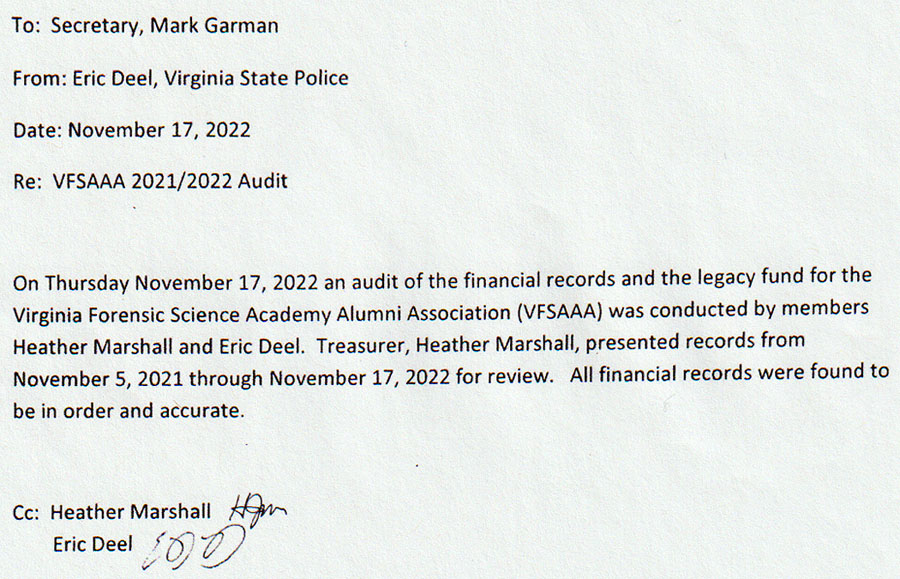 To: Secretary, Mark Garman
From: Eric Deel, Virginia State Police
Date: November 17, 2022
Re: VFSAAA 2021/2022 Audit
On Thursday November 17, 2022 an audit of the financial records and the legacy fund for the
Virginia Forensic Science Academy Alumni Association (VFSAAA) was conducted by members
Heather Marshall and Eric Deel. Treasurer, Heather Marshall, presented records from
November 5, 2021 through November 17, 2022 for review. All financial records were found to
be in order and accurate.
Cc: Heather Marshall
Eric Deel